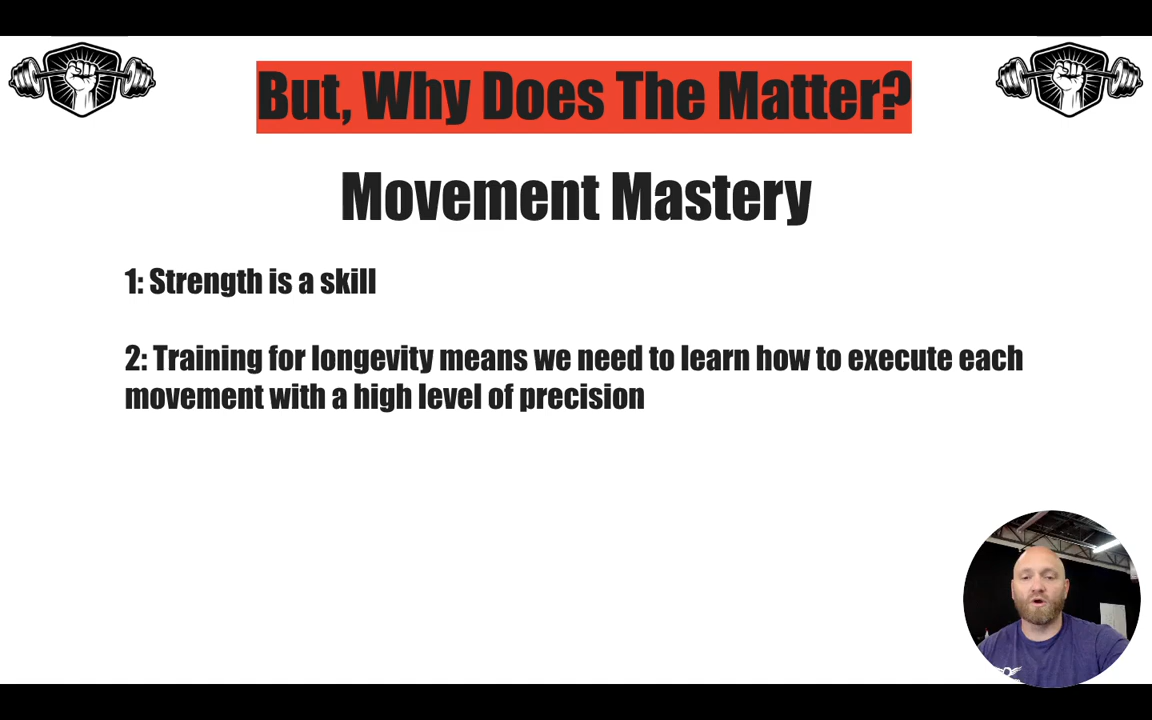 But, Why Does The Matter?
Movement Mastery
1: Strength is a skill
2: Training for longevity means we need to learn how to execute each
movement with a high level of precision